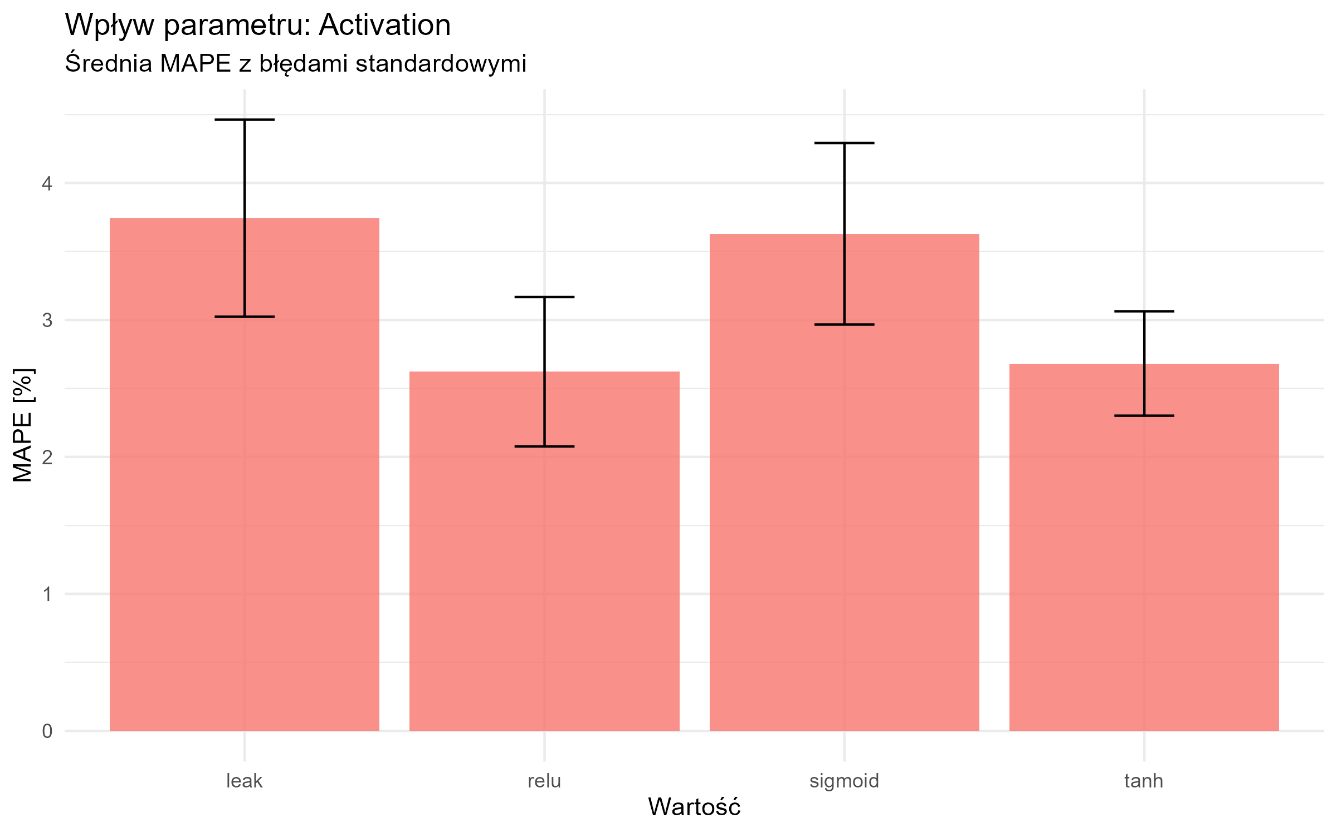 Wpływ parametru: Activation
Średnia MAPE z błędami standardowymi
MAPE [%]
4
3
2
1
0
leak
relu
sigmoid
tanh
Wartość